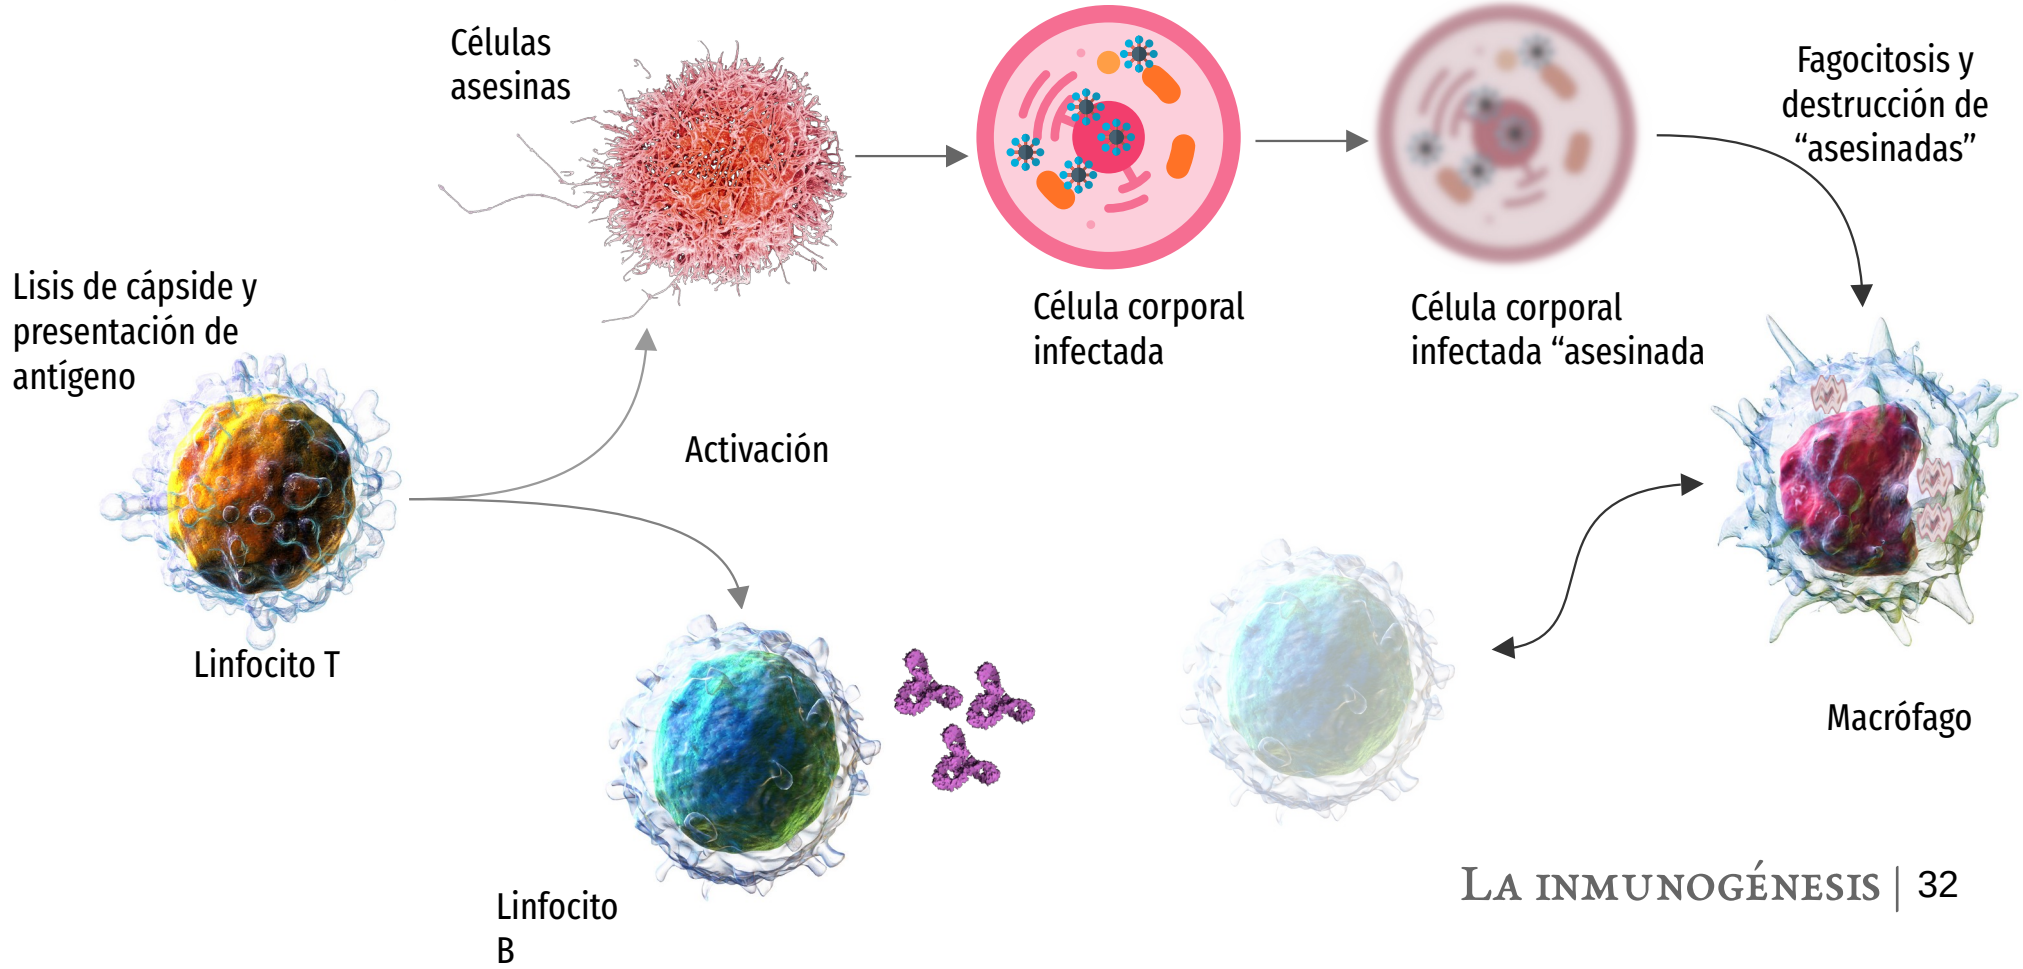 Células
asesinas
Fagocitosis y
destrucción de
“asesinadas”
Lisis de cápside y
presentación de
antígeno
Célula corporal
infectada
Célula corporal
infectada “asesinada
Activación
Linfocito T
Macrófago
Linfocito
B
La inmunogénesis | 32